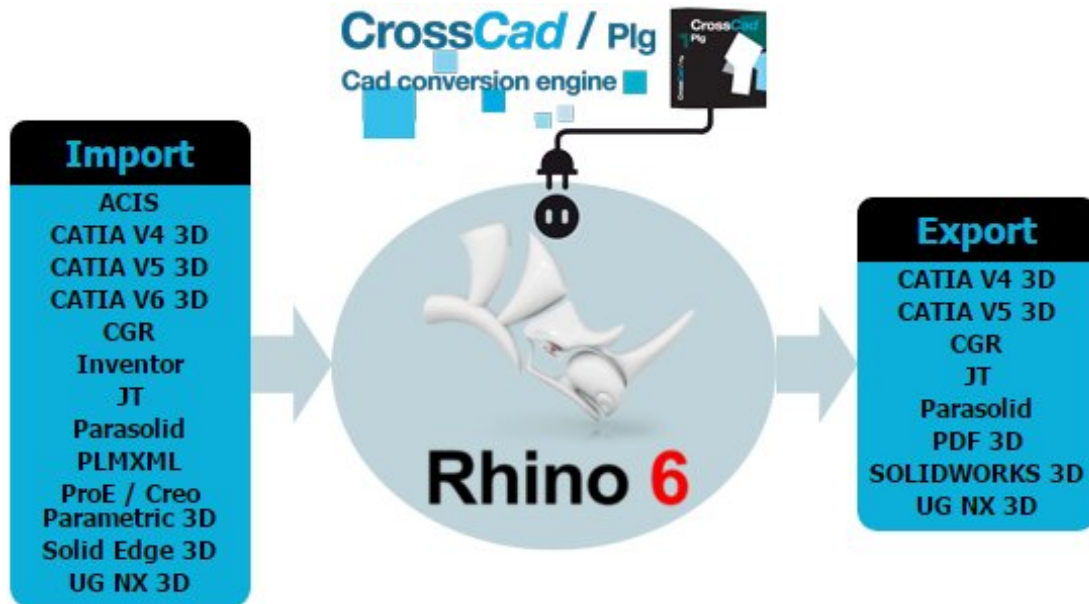 CrossCad / Plg
Cad conversion engine
CrossCad
Plg
Import
ACIS
CATIA V4 3D
CATIA V5 3D
CATIA V6 3D
CGR
Inventor
JT
Parasolid
PLMXML
ProE / Creo
Parametric 3D
Solid Edge 3D
UG NX 3D
Rhino 6
Export
CATIA V4 3D
CATIA V5 3D
CGR
JT
Parasolid
PDF 3D
SOLIDWORKS 3D
UG NX 3D